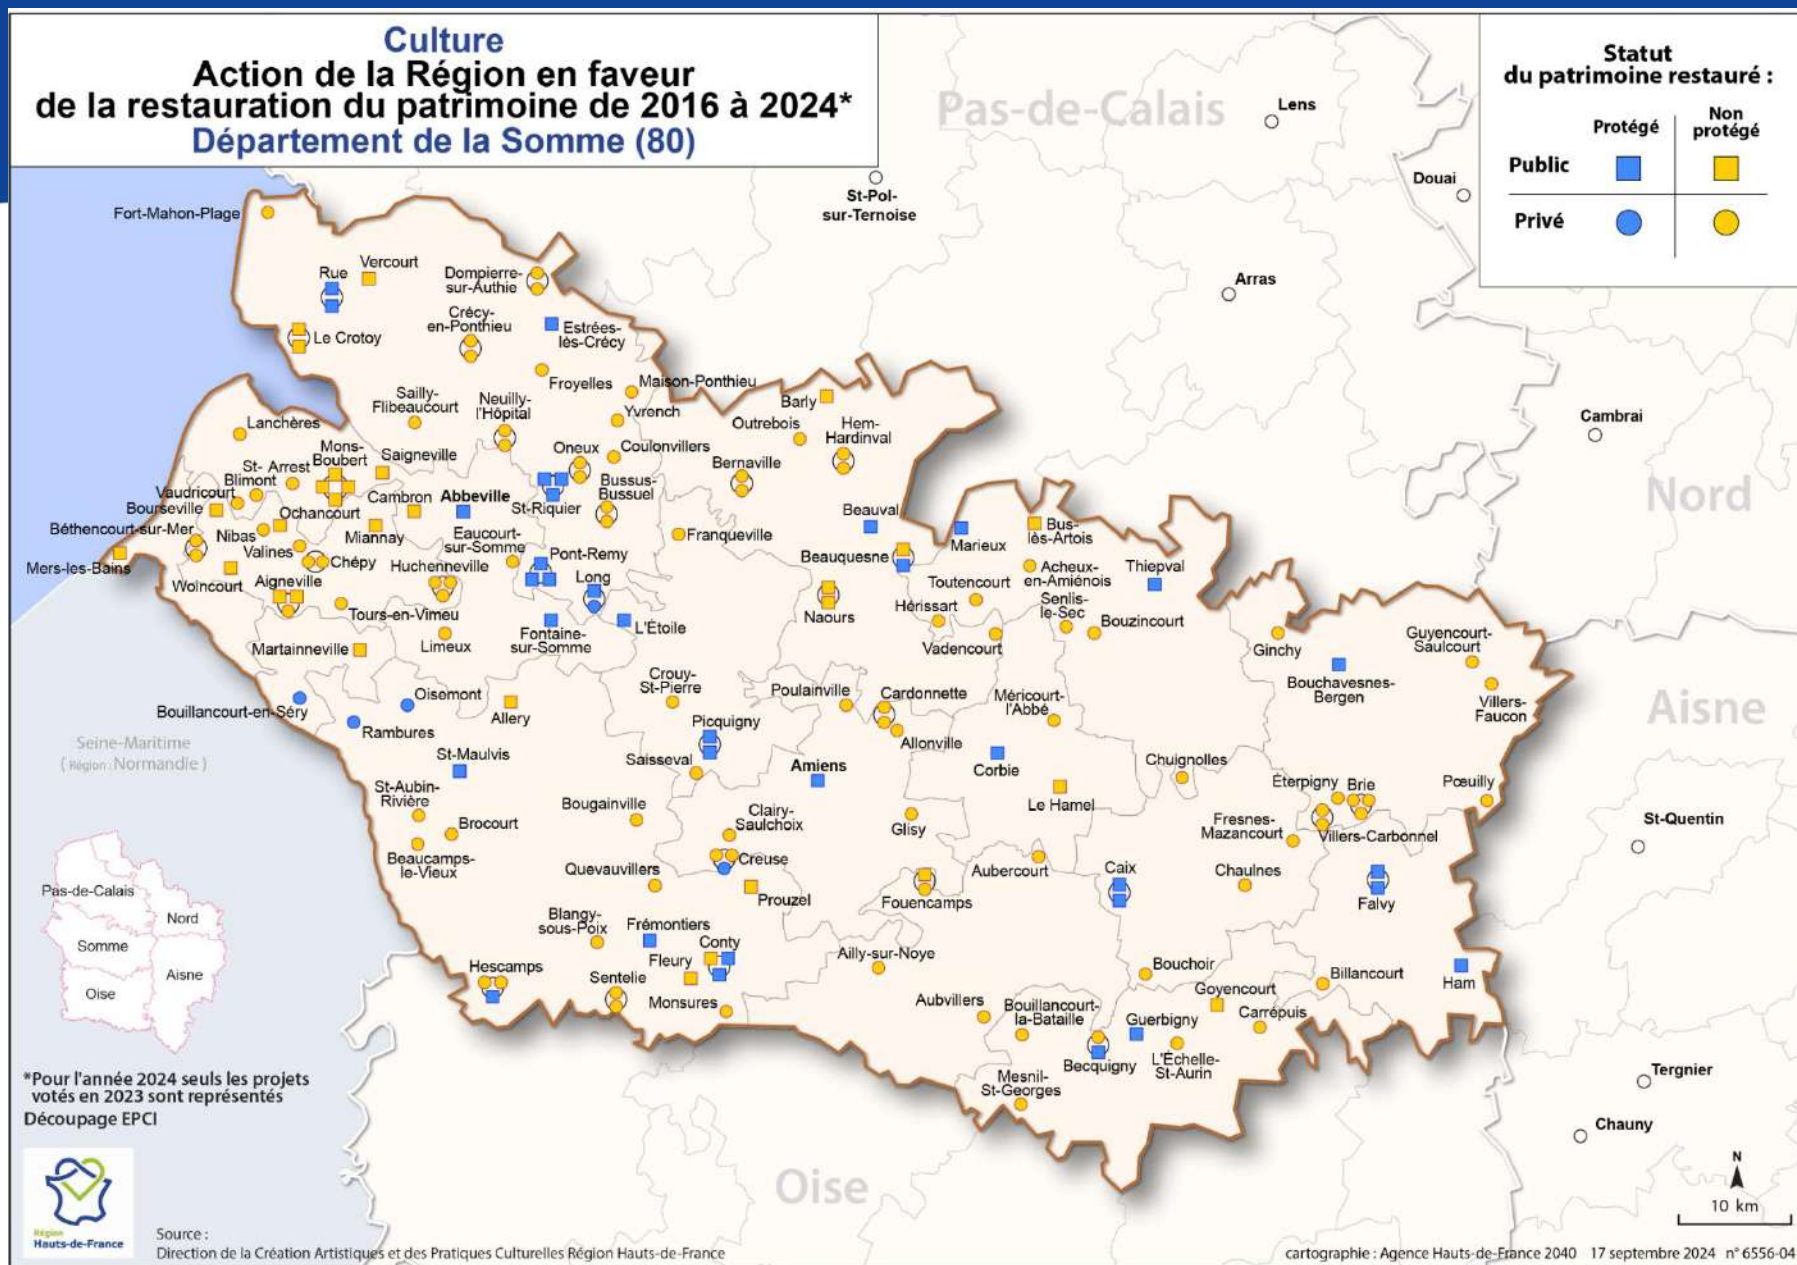 Culture
Action de la Région en faveur
de la restauration du patrimoine de 2016 à 2024*
Département de la Somme (80)
Statut
du patrimoine restauré :
Protégé
Non
protégé
Public
Privé
Pas-de-Calais
Lens
Douai
St-Pol-
sur-Ternoise
Arras
Cambrai
Nord
Aisne
St-Quentin
Tergnier
Chauny
Oise
Seine-Maritime
( Région : Normandie )
Fort-Mahon-Plage
Rue
Vercourt
Dompierre-
sur-Authie
Crécy-
en-Ponthieu
Estrées-
lès-Crécy
Le Crotoy
Froyelles
Maison-Ponthieu
Sailly-
Flibeaucourt
Neuilly-
l'Hôpital
Yvrench
Barly
Outrebois
Hem-
Hardinval
Lanchères
Mons-
Boubert
Saigneville
Oneux
Coulonvillers
Bernaville
St-
Blimont
Arrest
Vaudricourt
Bourseville
Cambron
Abbeville
St-Riquier
Bussus-
Bussuel
Ochancourt
Béthencourt-sur-Mer
Nibas
Miannay
Eaucourt-
sur-Somme
Franqueville
Beauval
Marieux
Bus-
lès-Artois
Valines
Chépy
Huchenneville
Pont-Remy
Beauquesne
Mers-les-Bains
Woincourt
Aigneville
Long
Acheux-
en-Amiénois
Thiepval
Toutencourt
Tours-en-Vimeu
Naours
Hérissart
Senlis-
le-Sec
Bouzincourt
Martainneville
Limeux
Fontaine-
sur-Somme
L'Étoile
Vadencourt
Ginchy
Guyencourt-
Saulcourt
Bouchavesnes-
Bergen
Villers-
Faucon
Bouillancourt-en-Séry
Oisemont
Rambures
Allery
Crouy-
St-Pierre
Poulainville
Cardonnette
Méricourt-
l'Abbé
Picquigny
Allonville
St-Maulvis
Saisseval
Amiens
Corbie
Chuignolles
Le Hamel
Éterpigny
Brie
Pœuilly
St-Aubin-
Rivière
Bougainville
Clairy-
Saulchoix
Glisy
Fresnes-
Mazancourt
Villers-Carbonnel
Brocourt
Beaucamps-
le-Vieux
Creuse
Quevauvillers
Prouzel
Fouencamps
Aubercourt
Caix
Chaulnes
Falvy
Blangy-
sous-Poix
Frémontiers
Conty
Fleury
Ailly-sur-Noye
Hescamps
Sentelie
Monsures
Bouchoir
Billancourt
Ham
Aubvillers
Bouillancourt-
la-Bataille
Goyencourt
Guerbigny
Carrépuis
Becquigny
L'Échelle-
St-Aurin
Mesnil-
St-Georges
Pas-de-Calais
Nord
Somme
Aisne
Oise
*Pour l'année 2024 seuls les projets
votés en 2023 sont représentés
Découpage EPCI
Région
Hauts-de-France
Source :
Direction de la Création Artistiques et des Pratiques Culturelles Région Hauts-de-France
N
10 km
cartographie : Agence Hauts-de-France 2040 17 septembre 2024 n° 6556-04